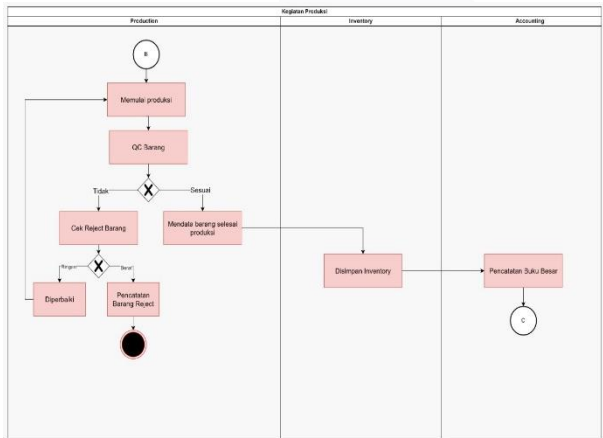 Kegiatan Produksi
Production
Inventory
Accounting
B
Memulai produksi
QC Barang
Tidak
Sesuai
Cek Reject Barang
Mendate barang selesai
produksi
Ringan
Berat
Diperbaiki
Pencatatan
Barang Reject
Disimpan Inventory
Pencatatan Buku Besar
C